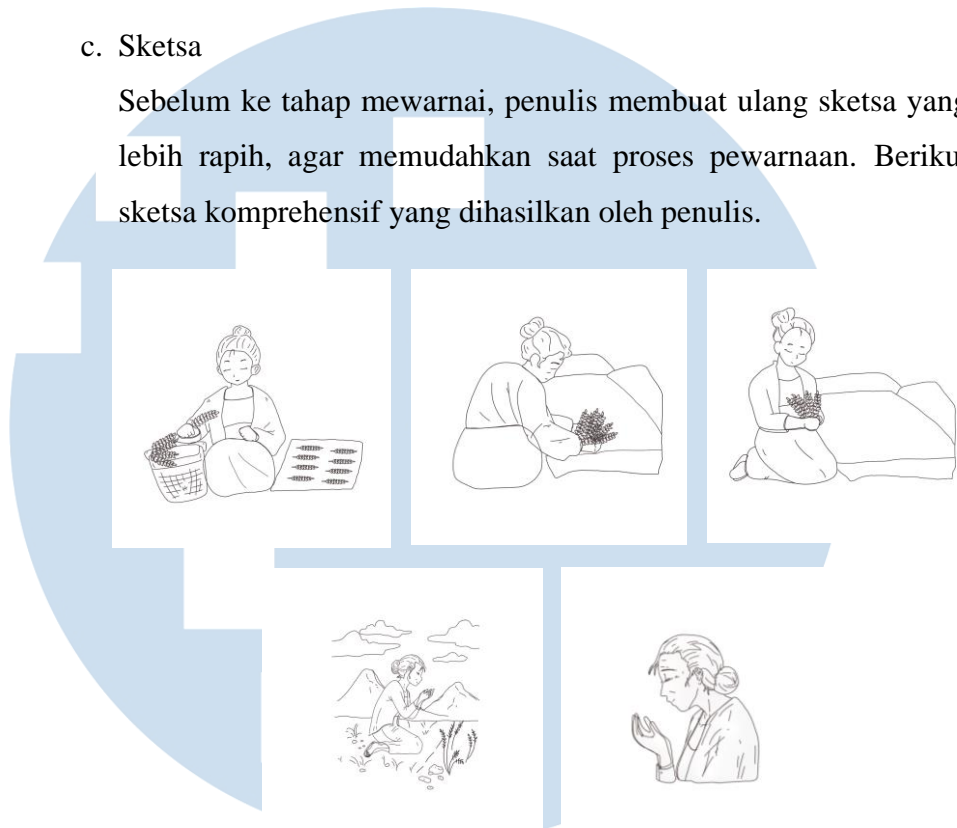 c. Sketsa
Sebelum ke tahap mewarnai, penulis membuat ulang sketsa yang
lebih rapih, agar memudahkan saat proses pewarnaan. Beriku
sketsa komprehensif yang dihasilkan oleh penulis.